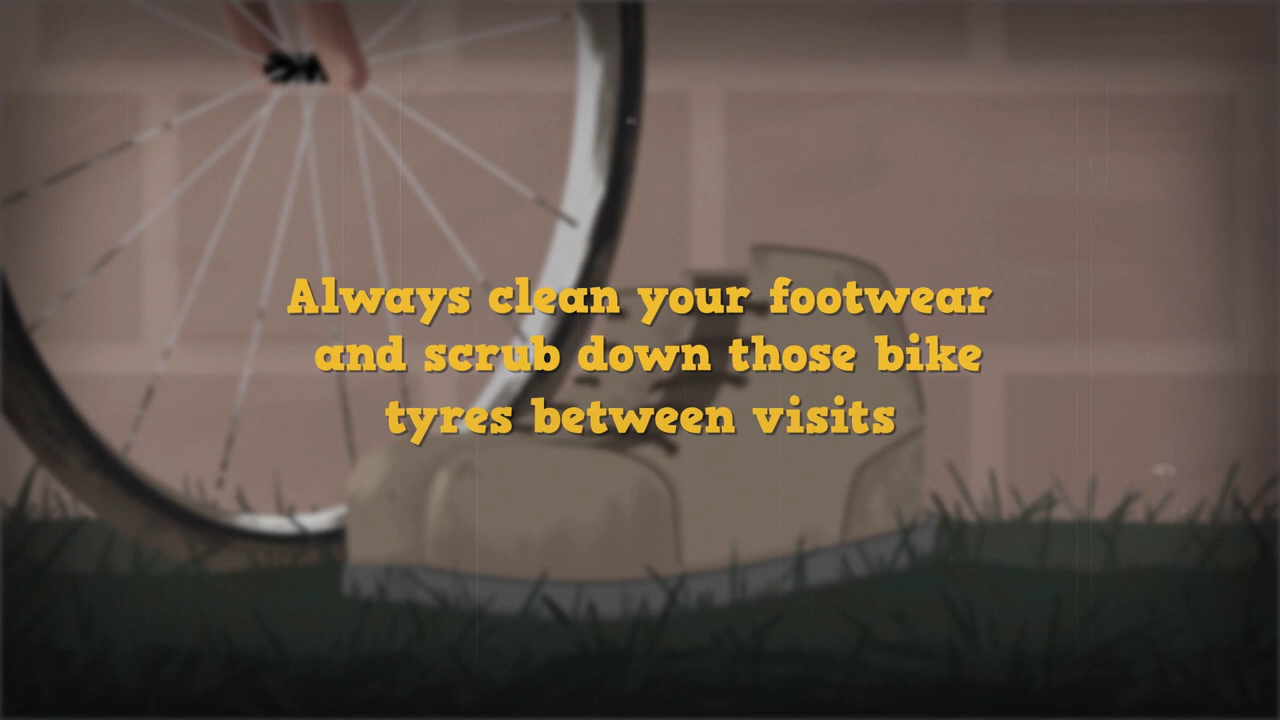 Always clean your footwear
and scrub down those bike
tyres between visits